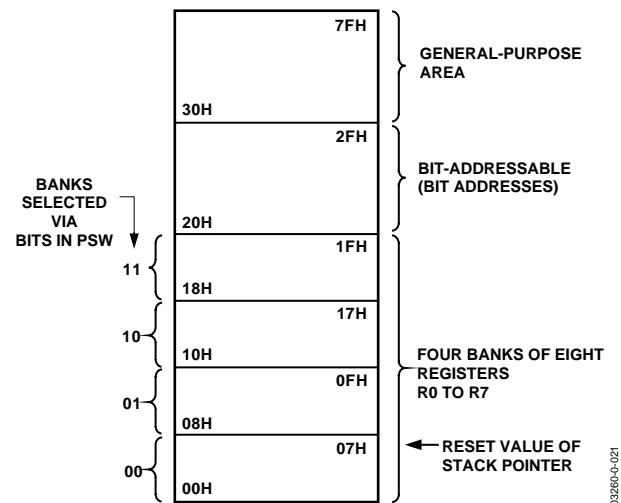 7FH
GENERAL-PURPOSE
AREA
30H
2FH
BIT-ADDRESSABLE
(BIT ADDRESSES)
BANKS
SELECTED
VIA
BITS IN PSW
20H
1FH
11
18H
17H
10
10H
FOUR BANKS OF EIGHT
REGISTERS
R0 TO R7
0FH
01
08H
07H
RESET VALUE OF
STACK POINTER
00
00H
03260-0-021